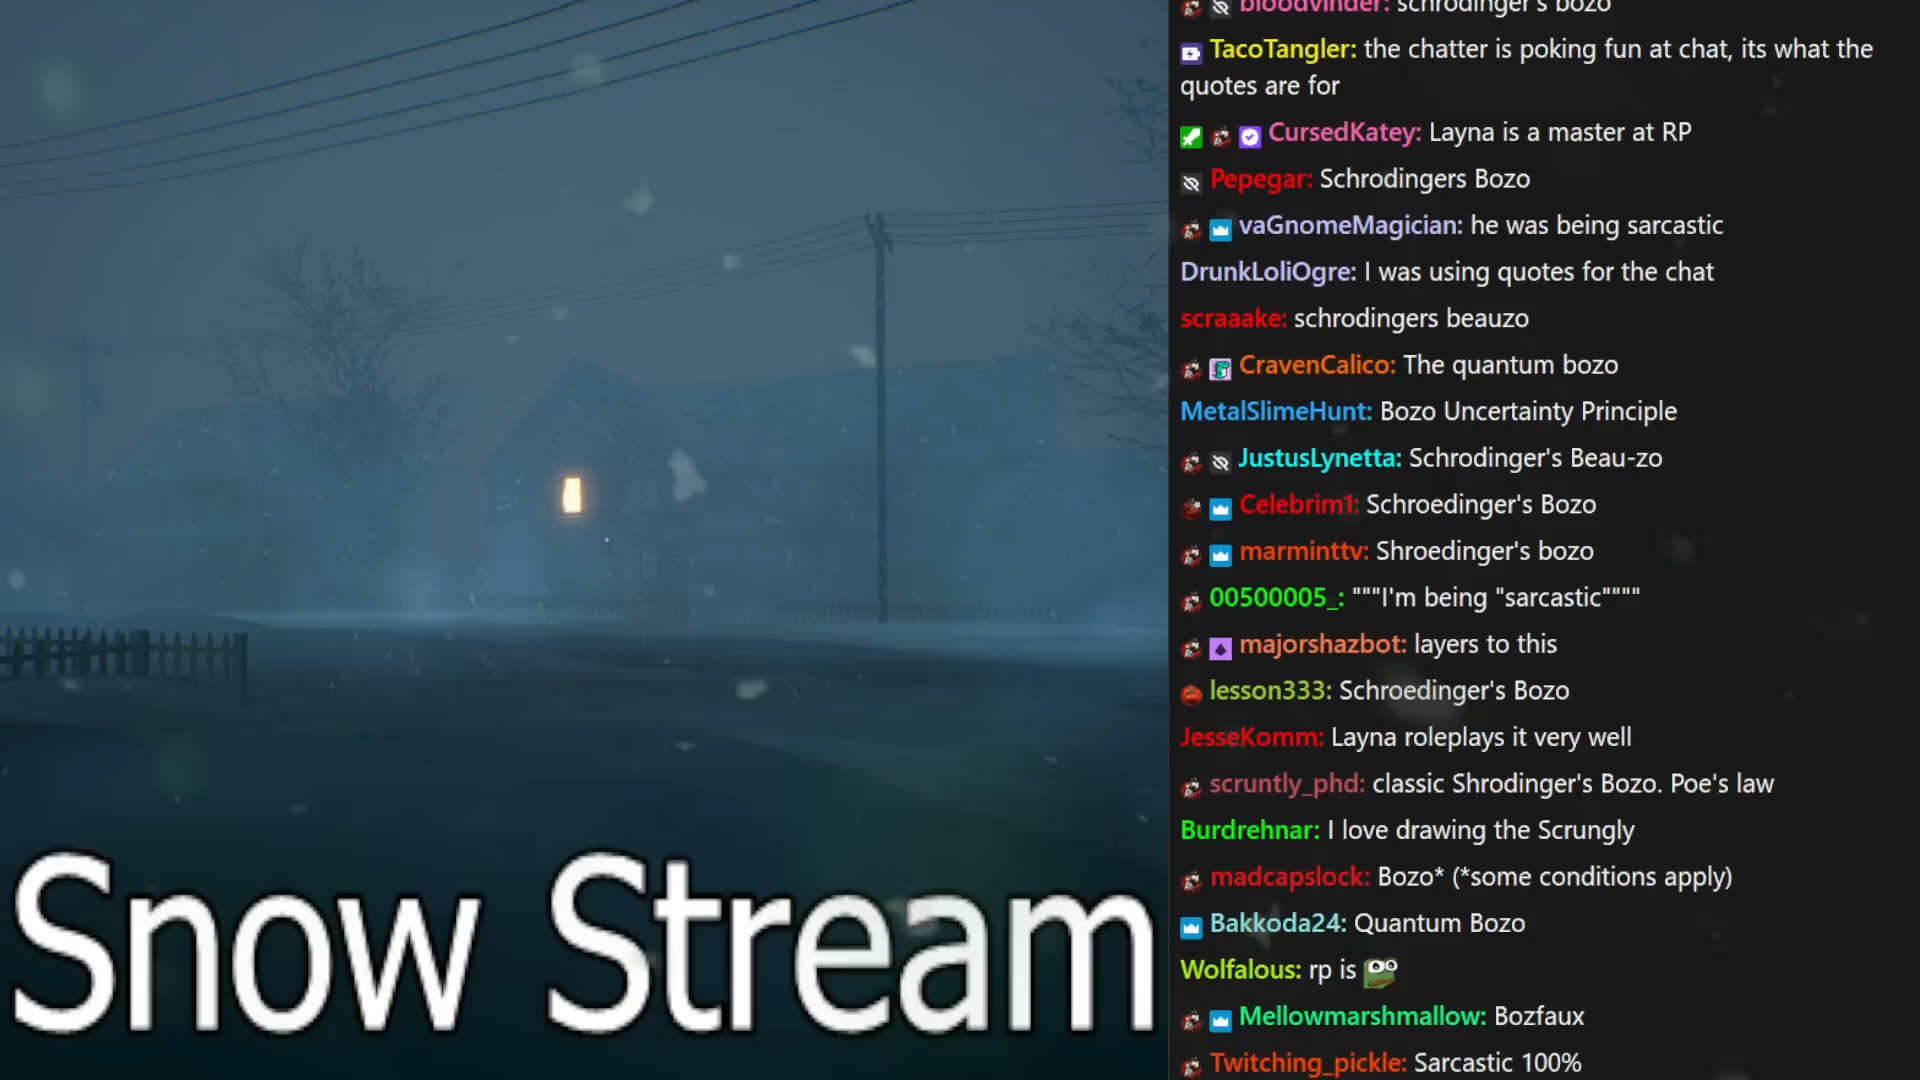 bloodvinder: schrodinger's bozo
TacoTangler: the chatter is poking fun at chat, its what the
quotes are for
CursedKatey: Layna is a master at RP
Pepegar: Schrodingers Bozo
vaGnomeMagician: he was being sarcastic
DrunkLoliOgre: I was using quotes for the chat
scraaake: schrodingers beauzo
CravenCalico: The quantum bozo
MetalSlimeHunt: Bozo Uncertainty Principle
JustusLynetta: Schrodinger's Beau-zo
Celebrim1: Schroedinger's Bozo
marminttv: Shroedinger's bozo
00500005_: """I'm being "sarcastic""""
majorshazbot: layers to this
lesson333: Schroedinger's Bozo
JesseKomm: Layna roleplays it very well
scruntly_phd: classic Shrodinger's Bozo. Poe's law
Burdrehnar: I love drawing the Scrungly
madcapslock: Bozo* (*some conditions apply)
Bakkoda24: Quantum Bozo
Wolfalous: rp is
Mellowmarshmallow: Bozfaux
Twitching_pickle: Sarcastic 100%
Snow Stream